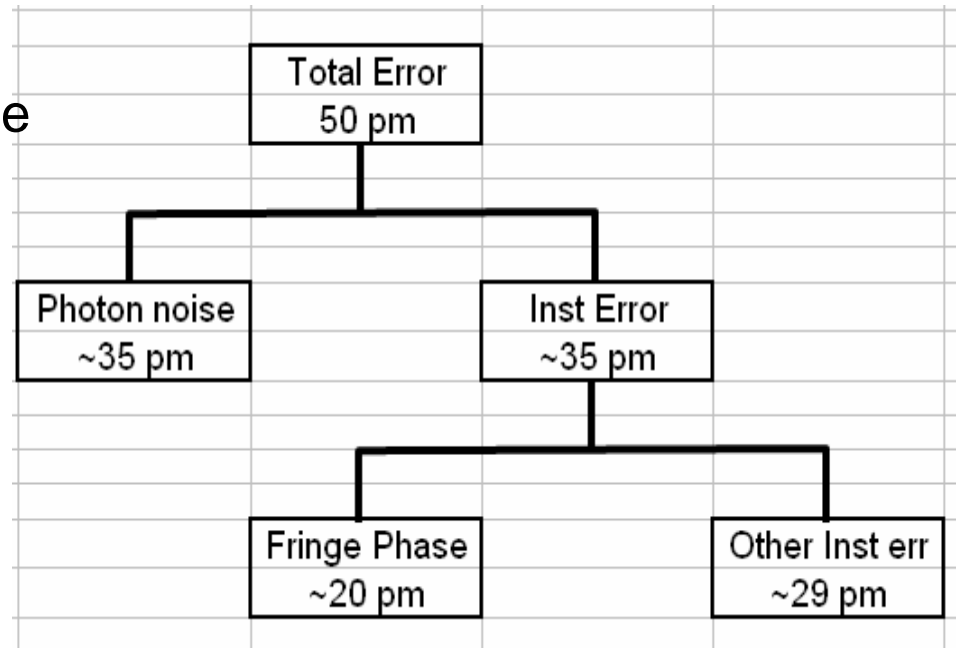 Total Error
50 pm
e
Photon noise
~35 pm
Inst Error
~35 pm
Fringe Phase
~20 pm
Other Inst err
~29 pm